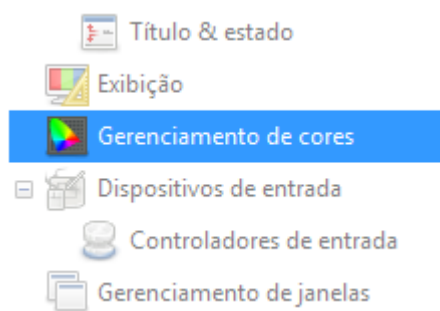 Título & estado
Exibição
Gerenciamento de cores
Dispositivos de entrada
Controladores de entrada
Gerenciamento de janelas